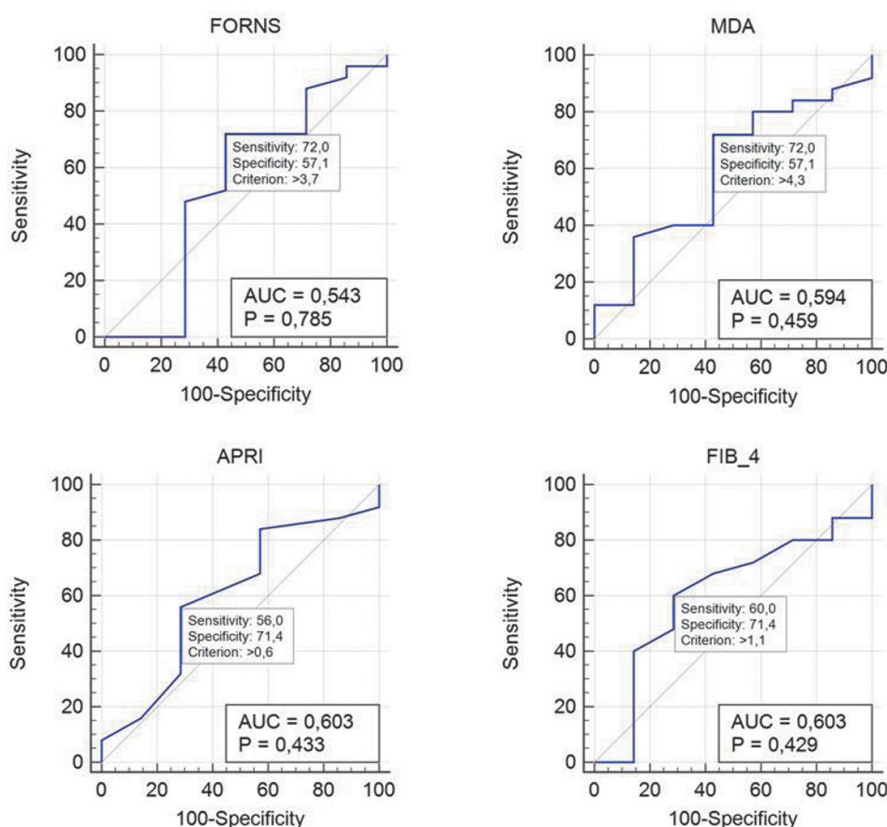 FORNS
100
80
60
40
20
0
Sensitivity
Sensitivity: 72,0
Specificity: 57,1
Criterion: >3,7
AUC = 0,543
P = 0,785
0 20 40 60 80 100
100-Specificity
MDA
100
80
60
40
20
0
Sensitivity
Sensitivity: 72,0
Specificity: 57,1
Criterion: >4,3
AUC = 0,594
P = 0,459
0 20 40 60 80 100
100-Specificity
APRI
100
80
60
40
20
0
Sensitivity
Sensitivity: 56,0
Specificity: 71,4
Criterion: >0,6
AUC = 0,603
P = 0,433
0 20 40 60 80 100
100-Specificity
FIB_4
100
80
60
40
20
0
Sensitivity
Sensitivity: 60,0
Specificity: 71,4
Criterion: >1,1
AUC = 0,603
P = 0,429
0 20 40 60 80 100
100-Specificity